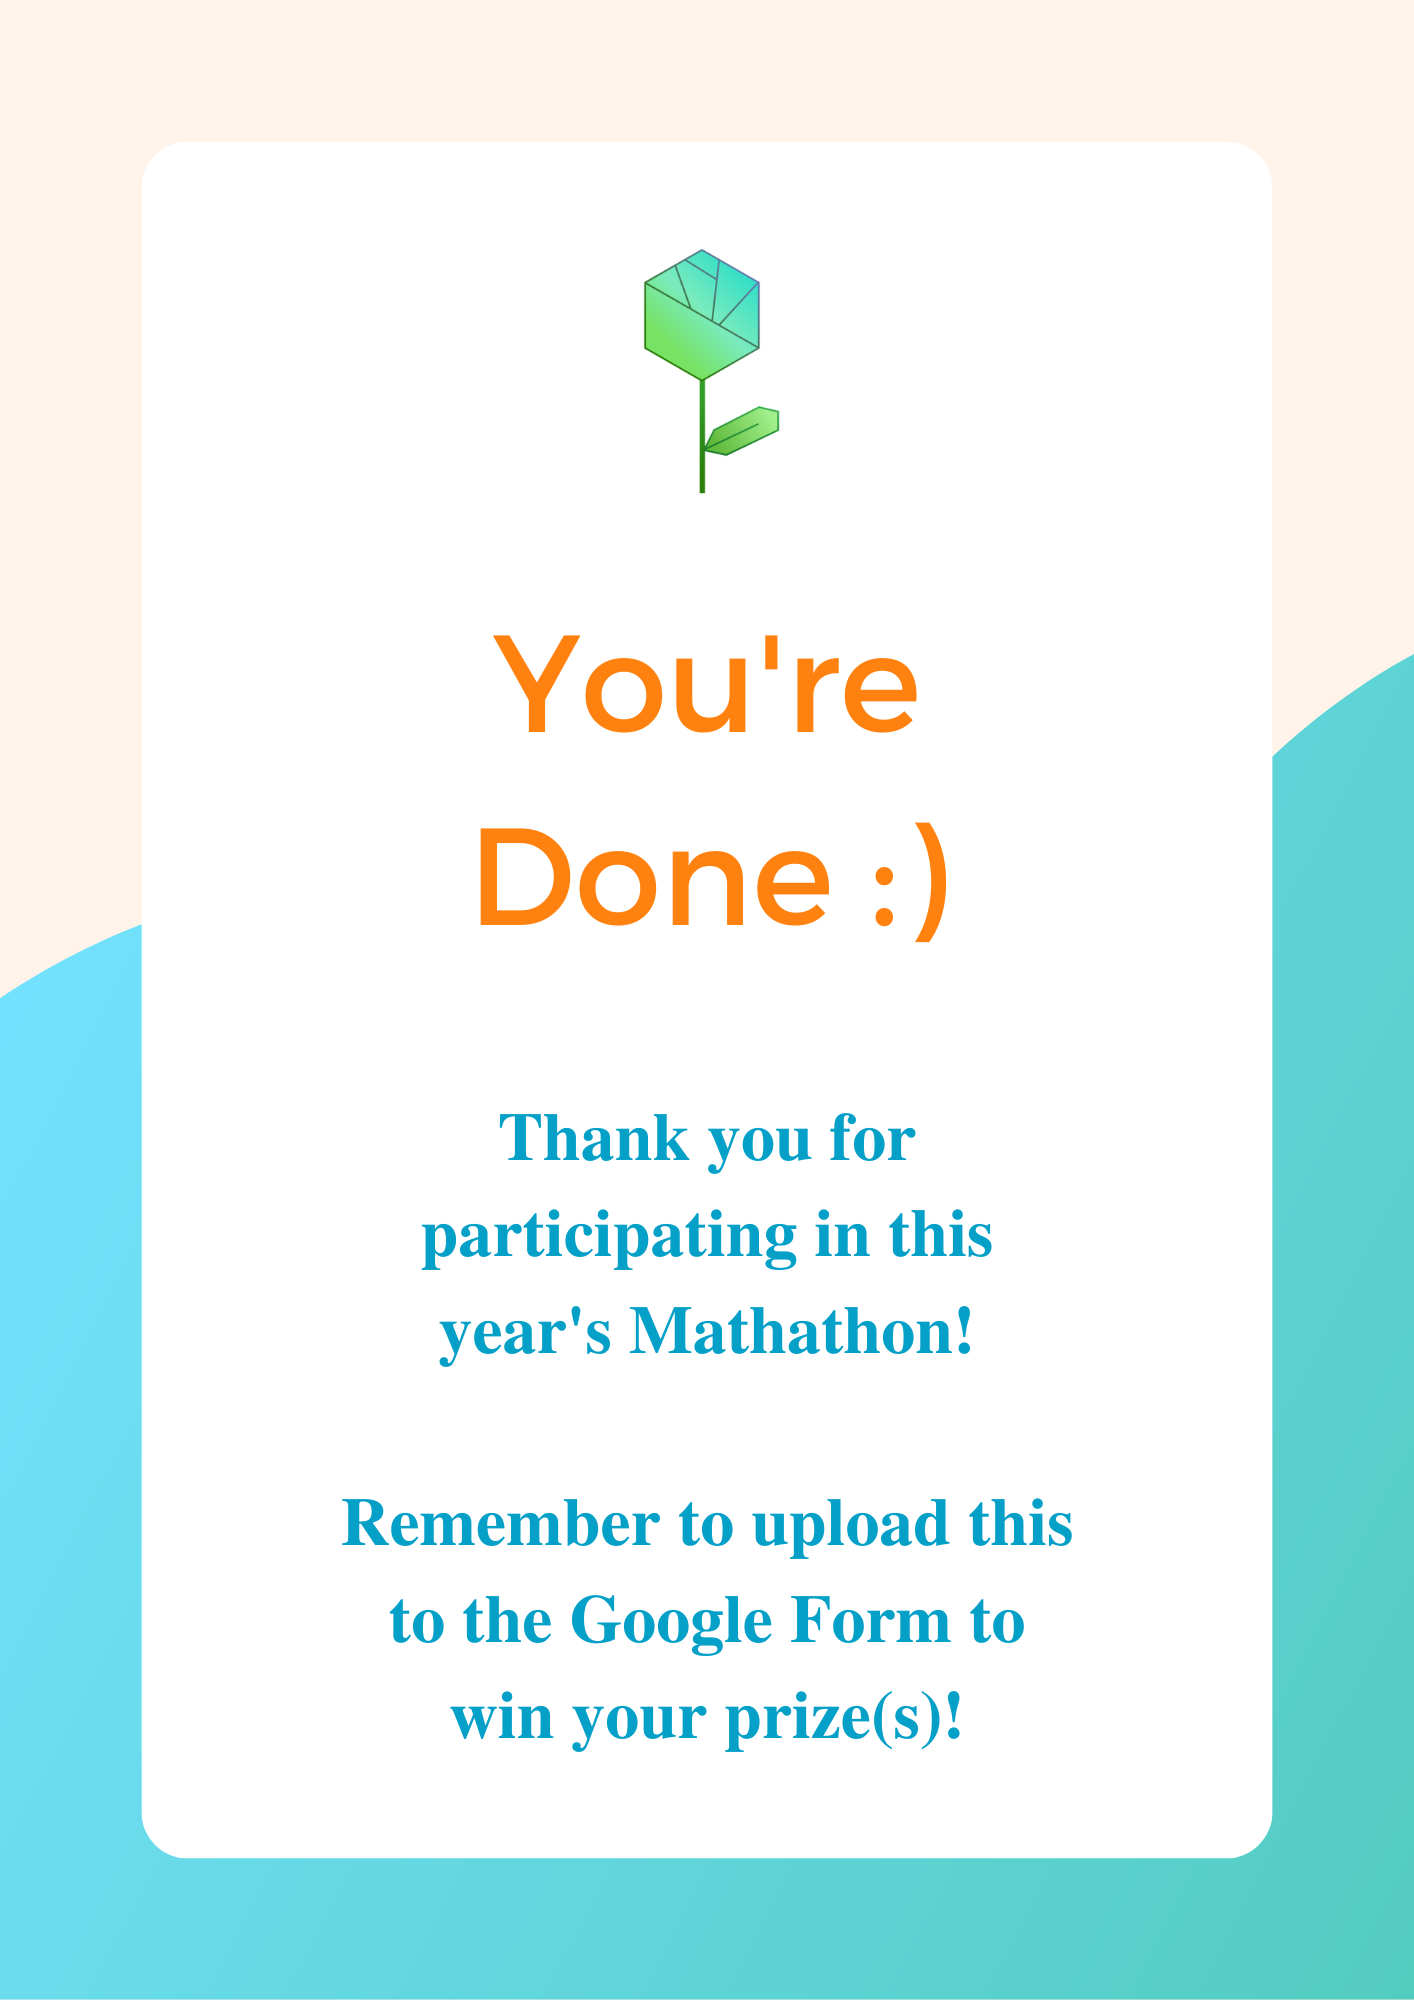 You're
Done :)
Thank you for
participating in this
year's Mathathon!
Remember to upload this
to the Google Form to
win your prize(s)!